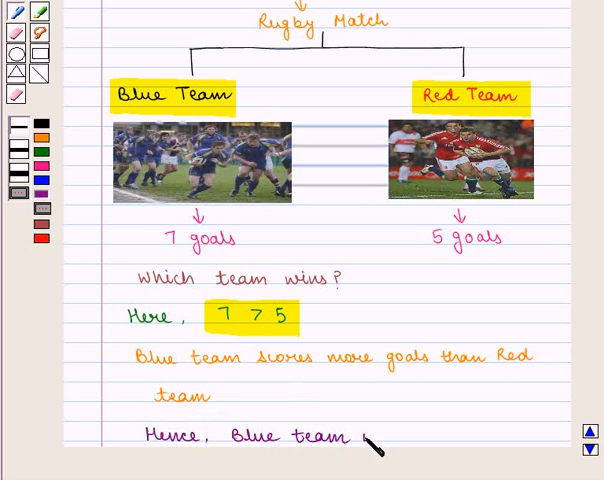 Rugby Match
Blue Team Red Team
7 goals 5 goals
Which team wins?
Here, 7 > 5
Blue team scores more goals than Red
team
Hence, Blue team